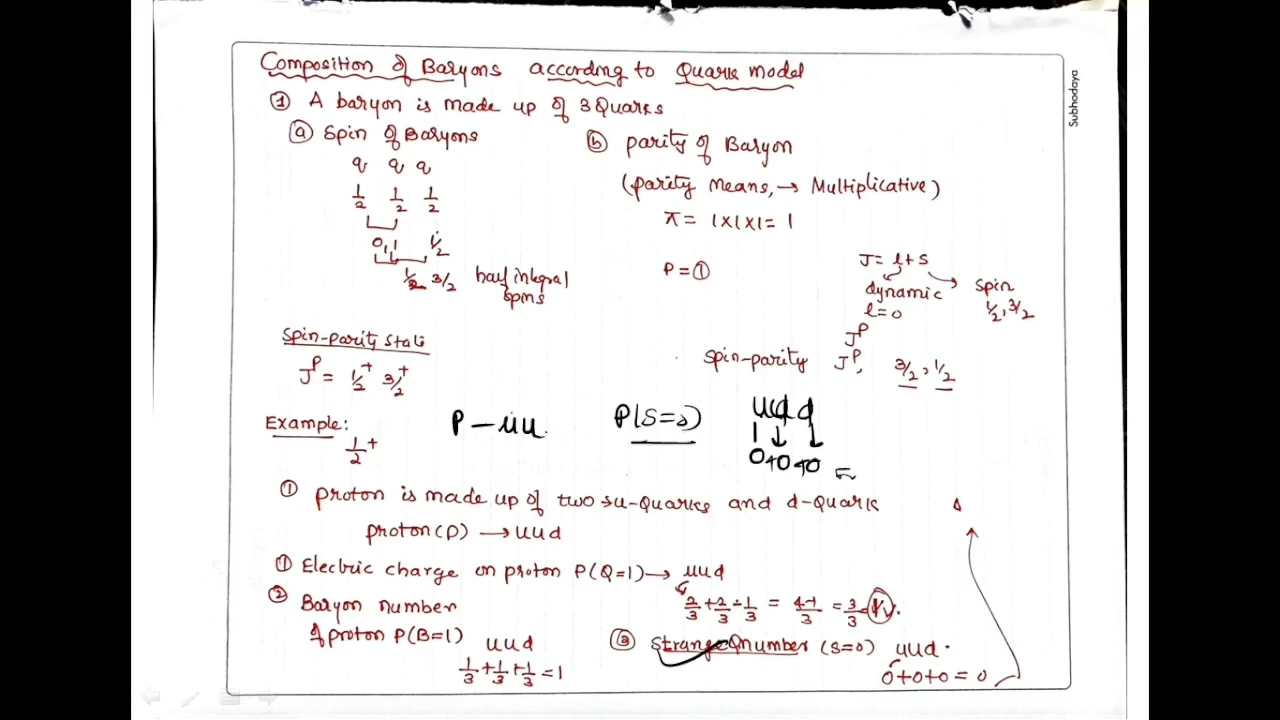 Composition of Baryons according to Quark model
Subhodaya
① A baryon is made up of 3 Quarks
ⓐ Spin of Baryons
q q q
1/2 1/2 1/2
0,1 1/2
1/2 3/2 half integral spins
ⓑ parity of Baryon
(parity means, → Multiplicative)
π = 1×1×1 = 1
P = ①
J = l + s
dynamic
l = 0
Spin
1/2, 3/2
J^P
Spin-parity J^P, 3/2, 1/2
Spin-parity State
J^P = 1/2+ 3/2+
Example:
1/2+
P – uu
P(S=0)
udd
0+0+0
① proton is made up of two u-Quarks and d-Quark
proton(P) → uud
① Electric charge on proton P(Q=1) → uud
2/3 + 2/3 - 1/3 = 4-1/3 = 3/3 = 1
② Baryon number
of proton P(B=1) uud
1/3 + 1/3 + 1/3 = 1
③ Strange Qnumber (S=0) uud
0+0+0 = 0